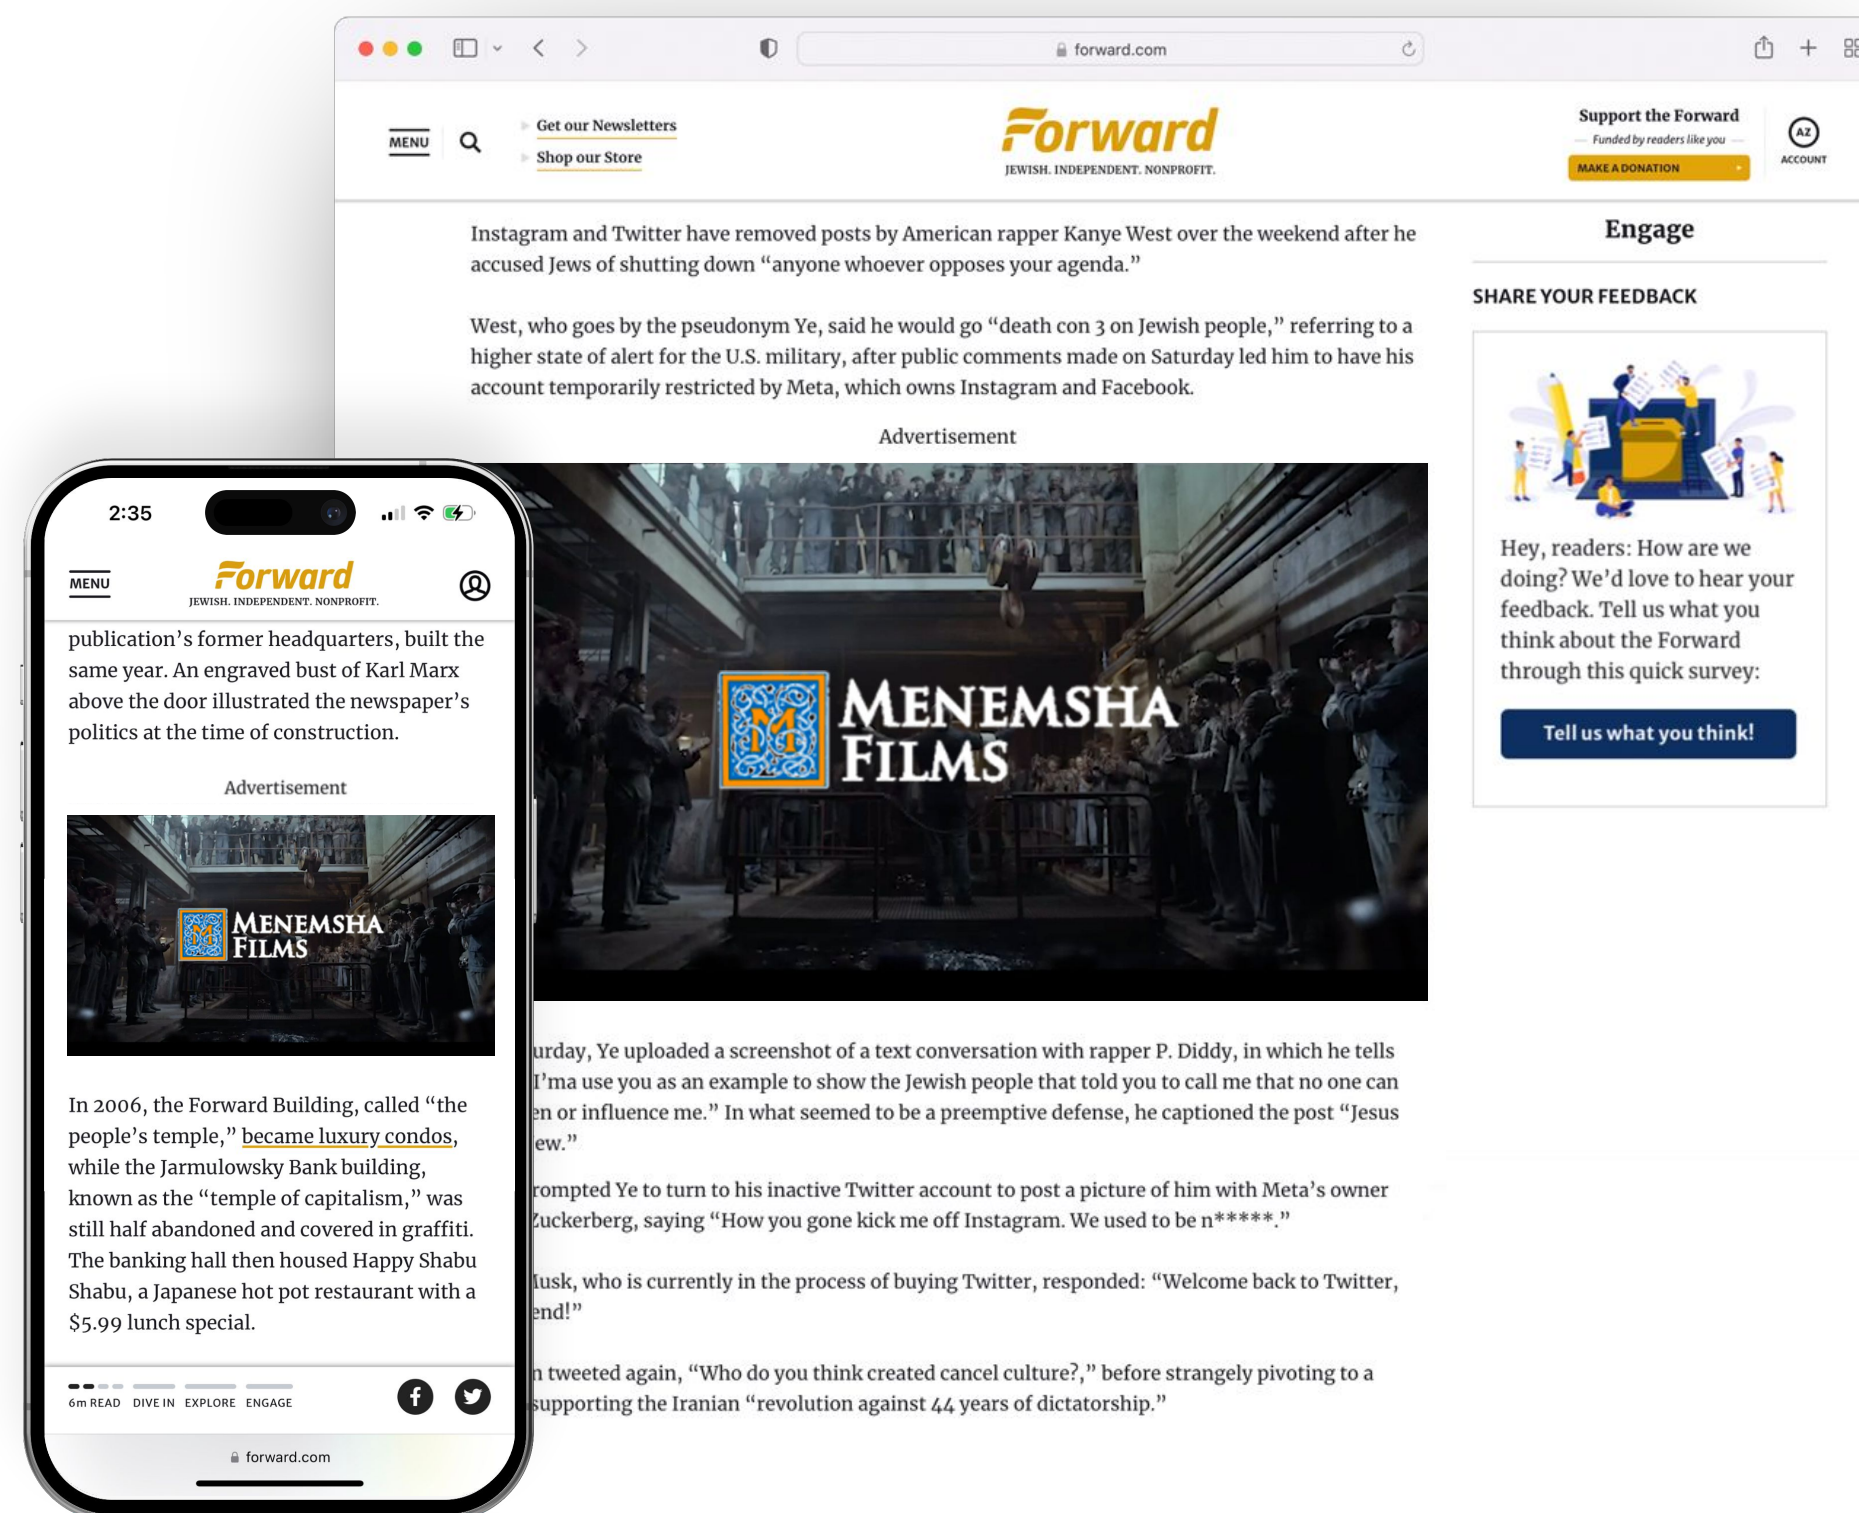 forward.com
MENU
Get our Newsletters
Shop our Store
Forward
JEWISH. INDEPENDENT. NONPROFIT.
Support the Forward
Funded by readers like you
MAKE A DONATION
AZ
ACCOUNT
Instagram and Twitter have removed posts by American rapper Kanye West over the weekend after he
accused Jews of shutting down “anyone whoever opposes your agenda.”
West, who goes by the pseudonym Ye, said he would go “death con 3 on Jewish people,” referring to a
higher state of alert for the U.S. military, after public comments made on Saturday led him to have his
account temporarily restricted by Meta, which owns Instagram and Facebook.
Advertisement
M
MENEMSHA
FILMS
urday, Ye uploaded a screenshot of a text conversation with rapper P. Diddy, in which he tells
I’ma use you as an example to show the Jewish people that told you to call me that no one can
en or influence me.” In what seemed to be a preemptive defense, he captioned the post “Jesus
ew.”
rompted Ye to turn to his inactive Twitter account to post a picture of him with Meta’s owner
Zuckerberg, saying “How you gone kick me off Instagram. We used to be n*****.”
Musk, who is currently in the process of buying Twitter, responded: “Welcome back to Twitter,
end!”
n tweeted again, “Who do you think created cancel culture?,” before strangely pivoting to a
supporting the Iranian “revolution against 44 years of dictatorship.”
Engage
SHARE YOUR FEEDBACK
Hey, readers: How are we
doing? We’d love to hear your
feedback. Tell us what you
think about the Forward
through this quick survey:
Tell us what you think!
2:35
MENU
Forward
JEWISH. INDEPENDENT. NONPROFIT.
publication’s former headquarters, built the
same year. An engraved bust of Karl Marx
above the door illustrated the newspaper’s
politics at the time of construction.
Advertisement
M
MENEMSHA
FILMS
In 2006, the Forward Building, called “the
people’s temple,” became luxury condos,
while the Jarmulowsky Bank building,
known as the “temple of capitalism,” was
still half abandoned and covered in graffiti.
The banking hall then housed Happy Shabu
Shabu, a Japanese hot pot restaurant with a
$5.99 lunch special.
6m READ DIVE IN EXPLORE ENGAGE
forward.com